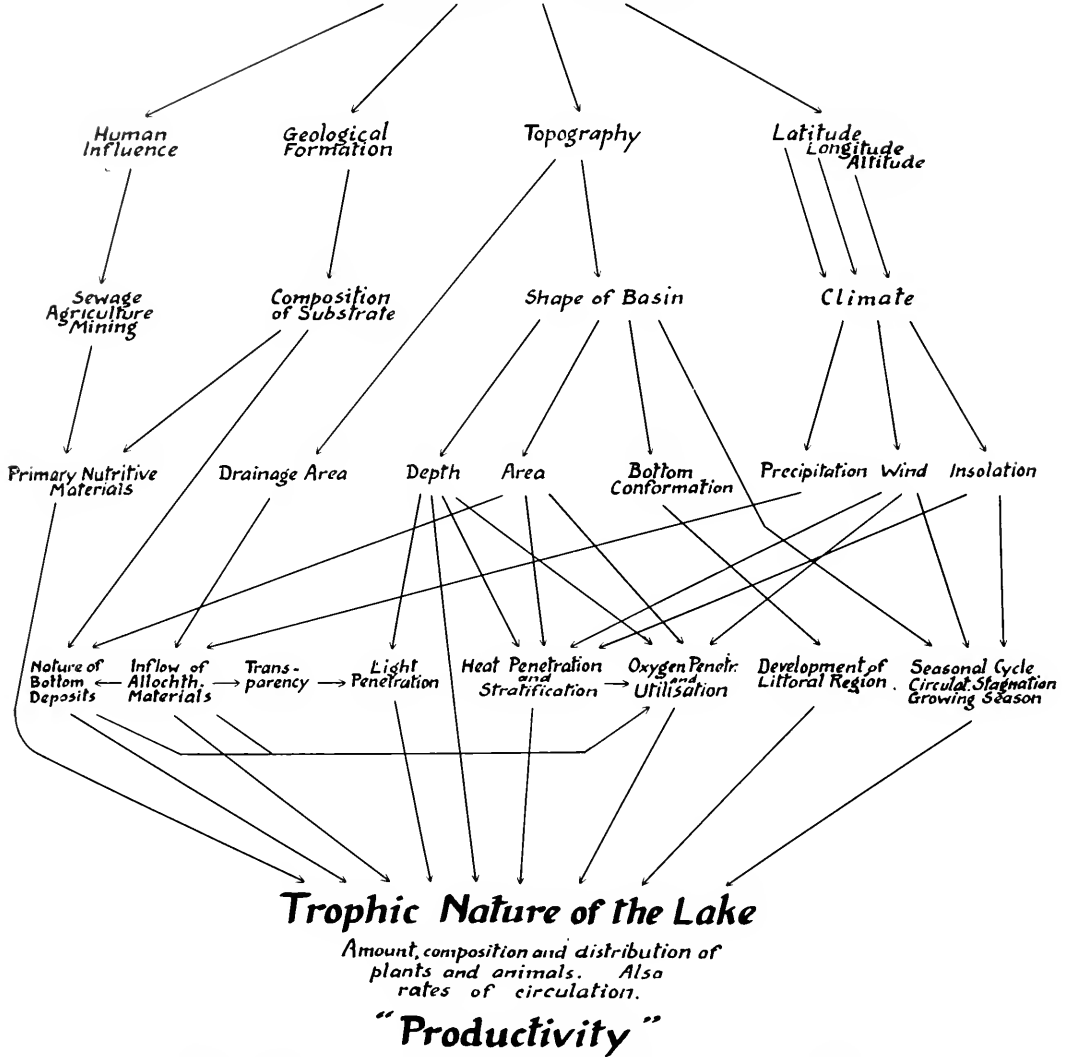 Human
Influence
Geological
Formation
Topography
Latitude
Longitude
Altitude
Sewage
Agriculture
Mining
Composition
of Substrate
Shape of Basin
Climate
Primary Nutritive
Materials
Drainage Area
Depth
Area
Bottom
Conformation
Precipitation
Wind
Insolation
Nature of
Bottom
Deposits
Inflow of
Allochth.
Materials
Trans-
parency
Light
Penetration
Heat Penetration
and
Stratification
Oxygen Penetr.
and
Utilisation
Development of
Littoral Region.
Seasonal Cycle
Circulat. Stagnation
Growing Season
Trophic Nature of the Lake
Amount, composition and distribution of
plants and animals. Also
rates of circulation.
"Productivity"